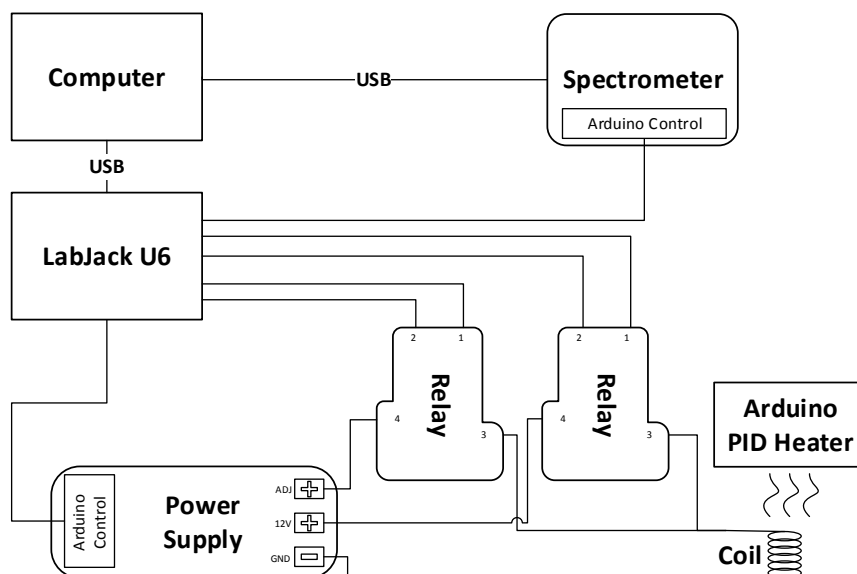 Computer
USB
Spectrometer
Arduino Control
USB
LabJack U6
2
1
Relay
4
3
2
1
Relay
4
3
Arduino
PID Heater
Arduino
Control
Power
Supply
ADJ
12V
GND
Coil